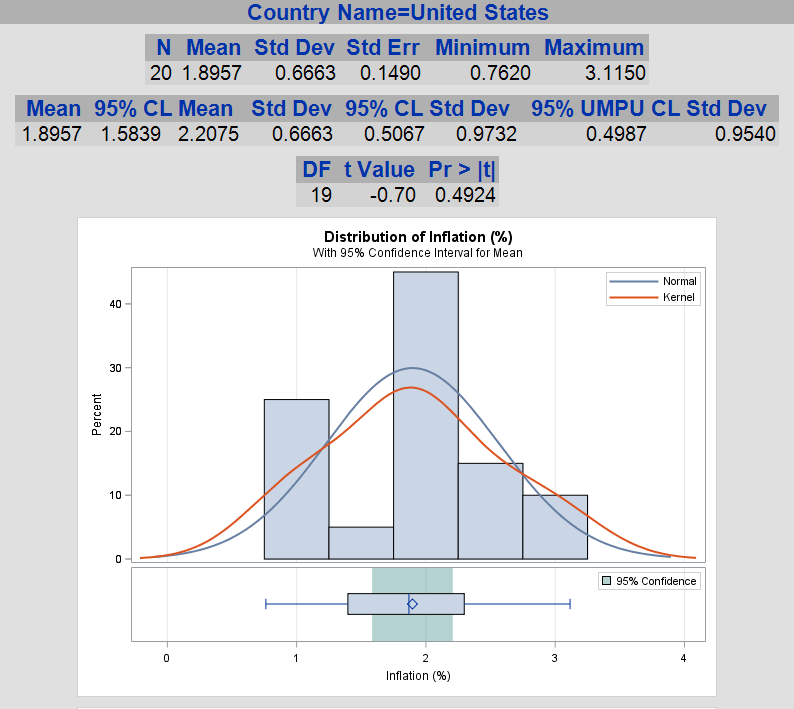 Country Name=United States
N Mean Std Dev Std Err Minimum Maximum
20 1.8957 0.6663 0.1490 0.7620 3.1150
Mean 95% CL Mean Std Dev 95% CL Std Dev 95% UMPU CL Std Dev
1.8957 1.5839 2.2075 0.6663 0.5067 0.9732 0.4987 0.9540
DF t Value Pr > |t|
19 -0.70 0.4924
Distribution of Inflation (%)
With 95% Confidence Interval for Mean
Normal
Kernel
40
30
20
10
0
Percent
95% Confidence
0 1 2 3 4
Inflation (%)